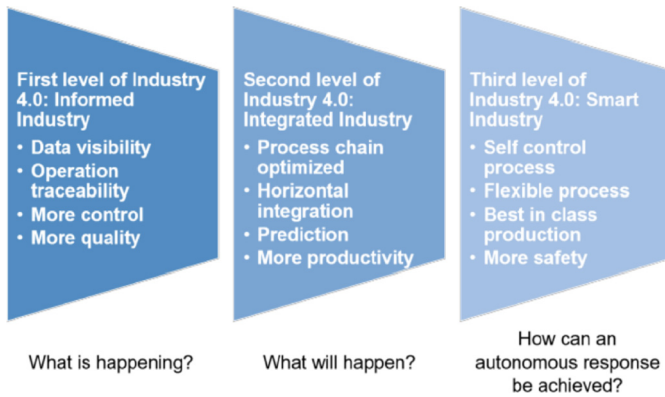 First level of Industry
4.0: Informed
Industry
• Data visibility
• Operation
traceability
• More control
• More quality
What is happening?
Second level of
Industry 4.0:
Integrated Industry
• Process chain
optimized
• Horizontal
integration
• Prediction
• More productivity
What will happen?
Third level of
Industry 4.0: Smart
Industry
• Self control
process
• Flexible process
• Best in class
production
• More safety
How can an
autonomous response
be achieved?